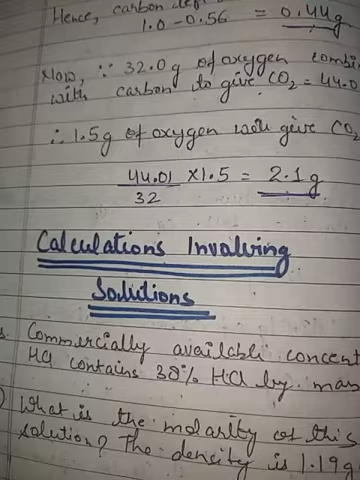 Hence, carbon
1.0 - 0.56 = 0.44g
Now, ∵ 32.0 g of oxygen combi
with carbon to give CO2 = 44.0
∴ 1.5g of oxygen will give CO2
44.01 / 32 × 1.5 = 2.1 g
Calculations Involving
Solutions
Commercially available concent
HCl contains 38% HCl by mas
) What is the molarity of this
solution? The density is 1.19g